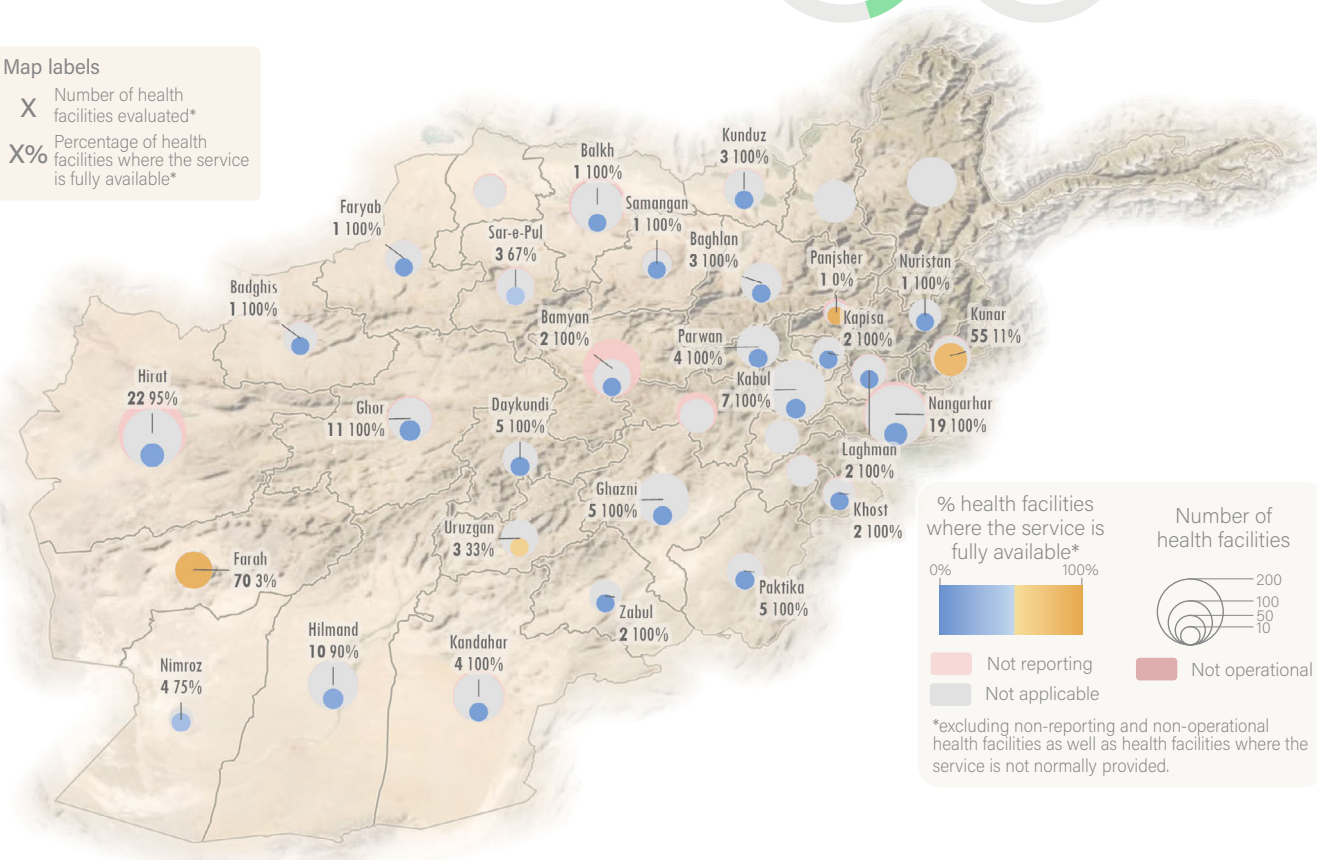 Map labels
X
Number of health
facilities evaluated*
X%
Percentage of health
facilities where the service
is fully available*
Kunduz
3 100%
Balkh
1 100%
Samangan
1 100%
Faryab
1 100%
Sar-e-Pul
3 67%
Baghlan
3 100%
Panjsher
1 0%
Nuristan
1 100%
Badghis
1 100%
Bamyan
2 100%
Parwan
4 100%
Kapisa
2 100%
Kunar
55 11%
Hirat
22 95%
Ghor
11 100%
Daykundi
5 100%
Kabul
7 100%
Nangarhar
19 100%
Laghman
2 100%
Ghazni
5 100%
Khost
2 100%
Uruzgan
3 33%
Farah
70 3%
Paktika
5 100%
Zabul
2 100%
Hilmand
10 90%
Kandahar
4 100%
Nimroz
4 75%
% health facilities
where the service is
fully available*
0% 100%
Not reporting
Not applicable
Number of
health facilities
200
100
50
10
Not operational
*excluding non-reporting and non-operational
health facilities as well as health facilities where the
service is not normally provided.